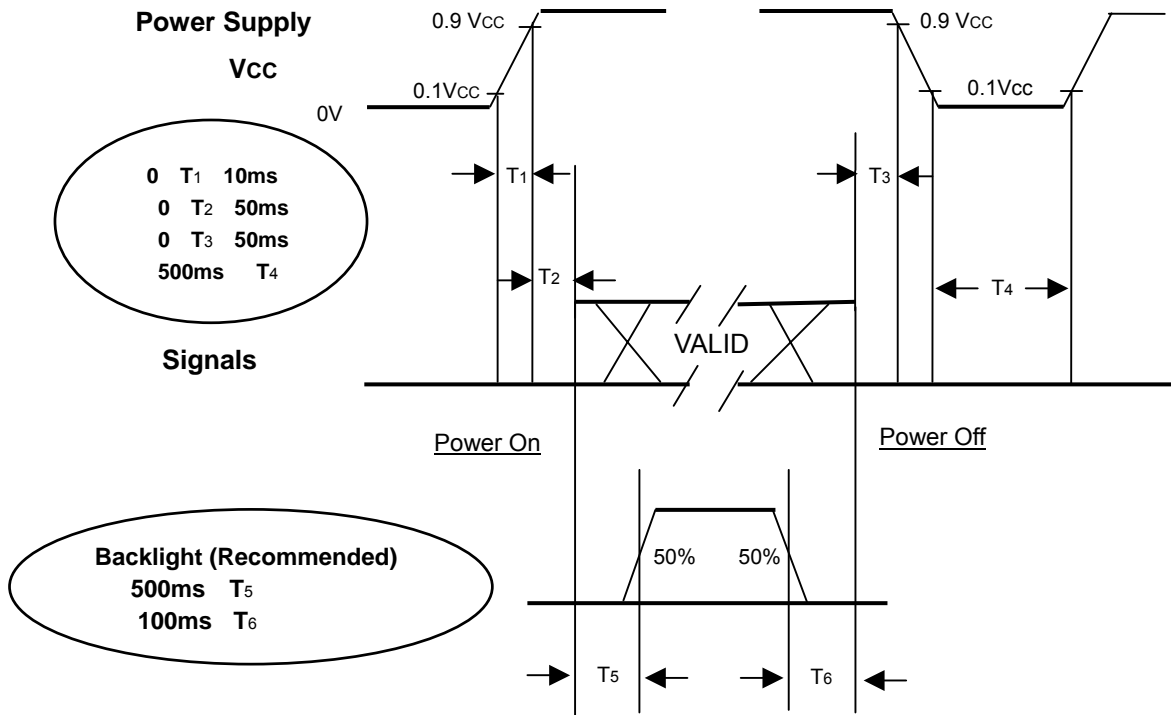 Power Supply
VCC
0.9 VCC
0.9 VCC
0.1VCC
0.1Vcc
0V
0 T1 10ms
0 T2 50ms
0 T3 50ms
500ms T4
T1
T3
T2
T4
Signals
VALID
Power On
Power Off
Backlight (Recommended)
500ms T5
100ms T6
50%
50%
T5
T6